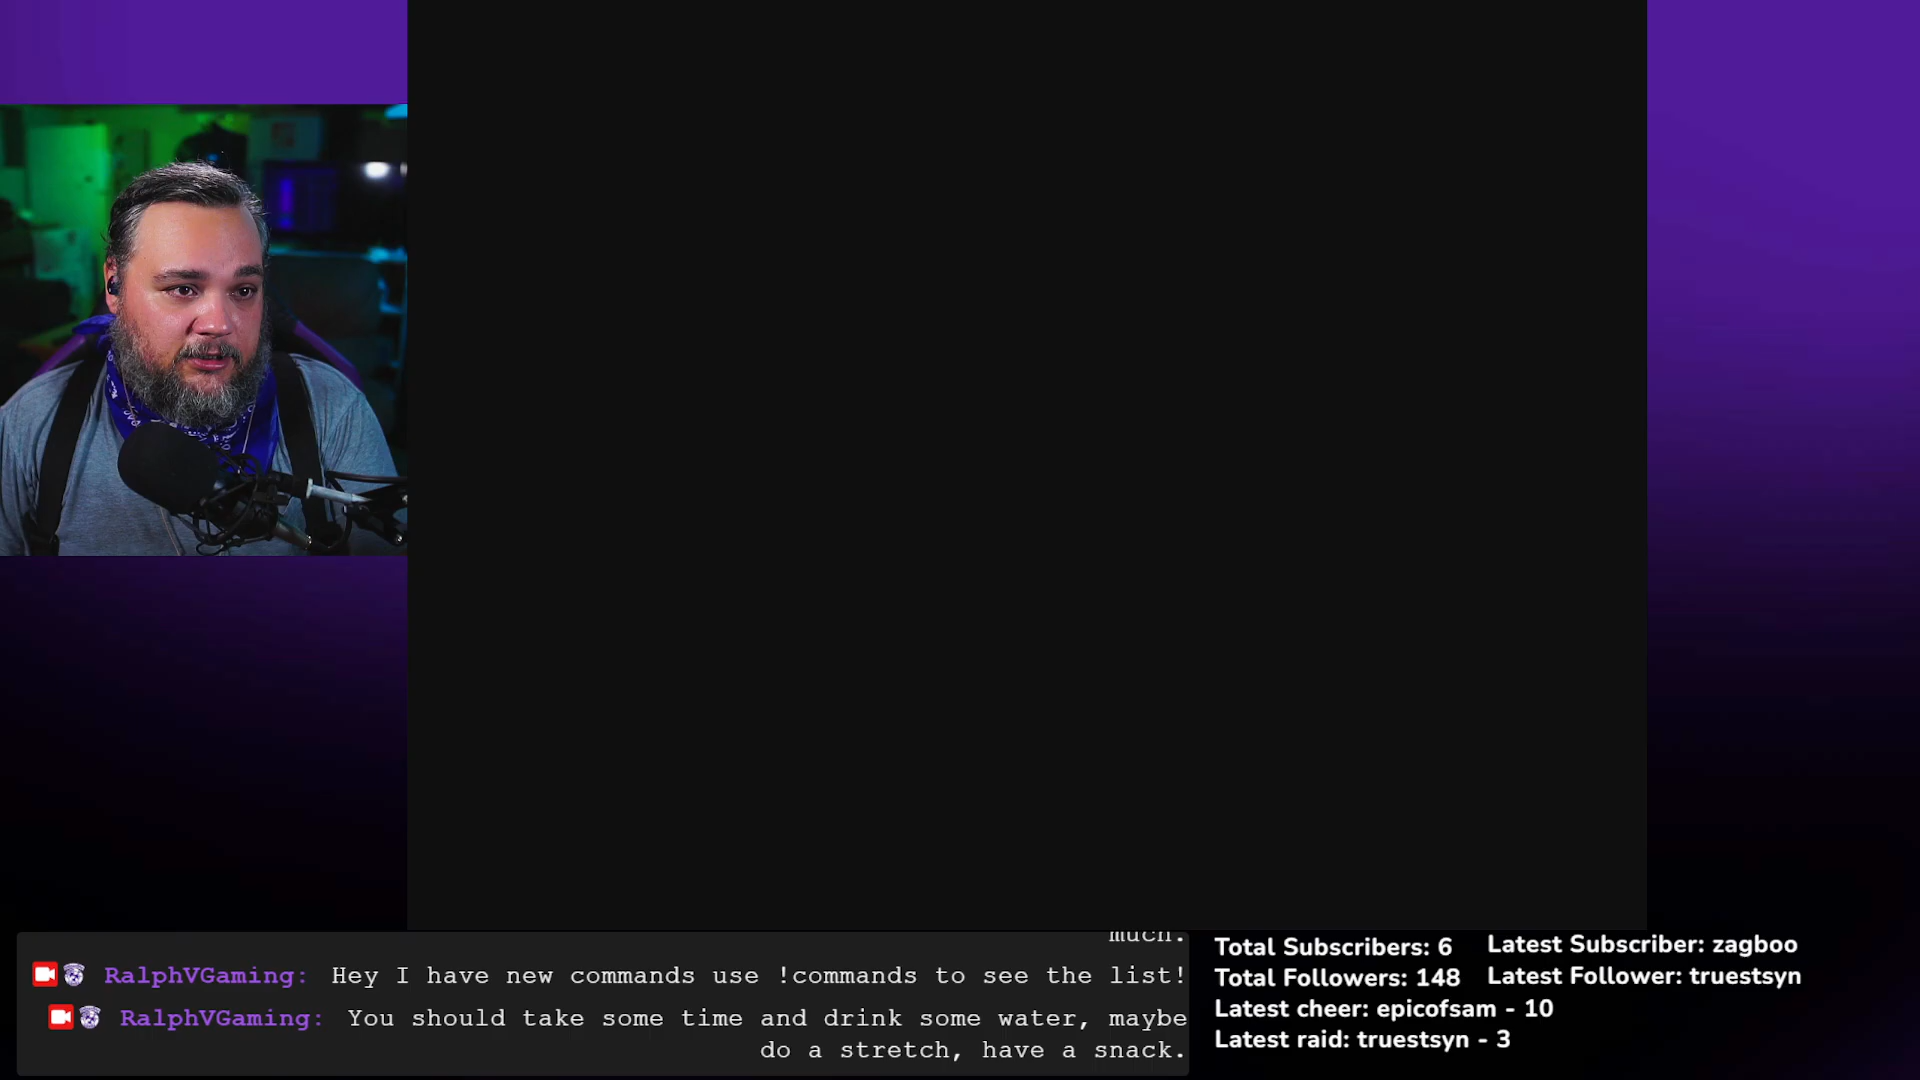 much.
RalphVGaming: Hey I have new commands use !commands to see the list!
RalphVGaming: You should take some time and drink some water, maybe
do a stretch, have a snack.
Total Subscribers: 6
Total Followers: 148
Latest cheer: epicofsam - 10
Latest raid: truestsyn - 3
Latest Subscriber: zagboo
Latest Follower: truestsyn